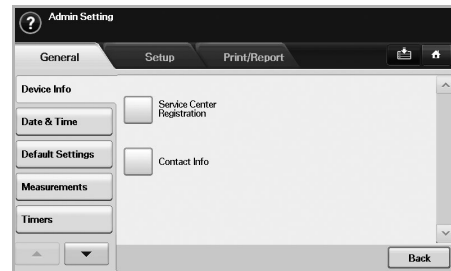 ? Admin Setting
General Setup Print/Report
Device Info
Date & Time
Default Settings
Measurements
Timers
Service Center
Registration
Contact Info
Back